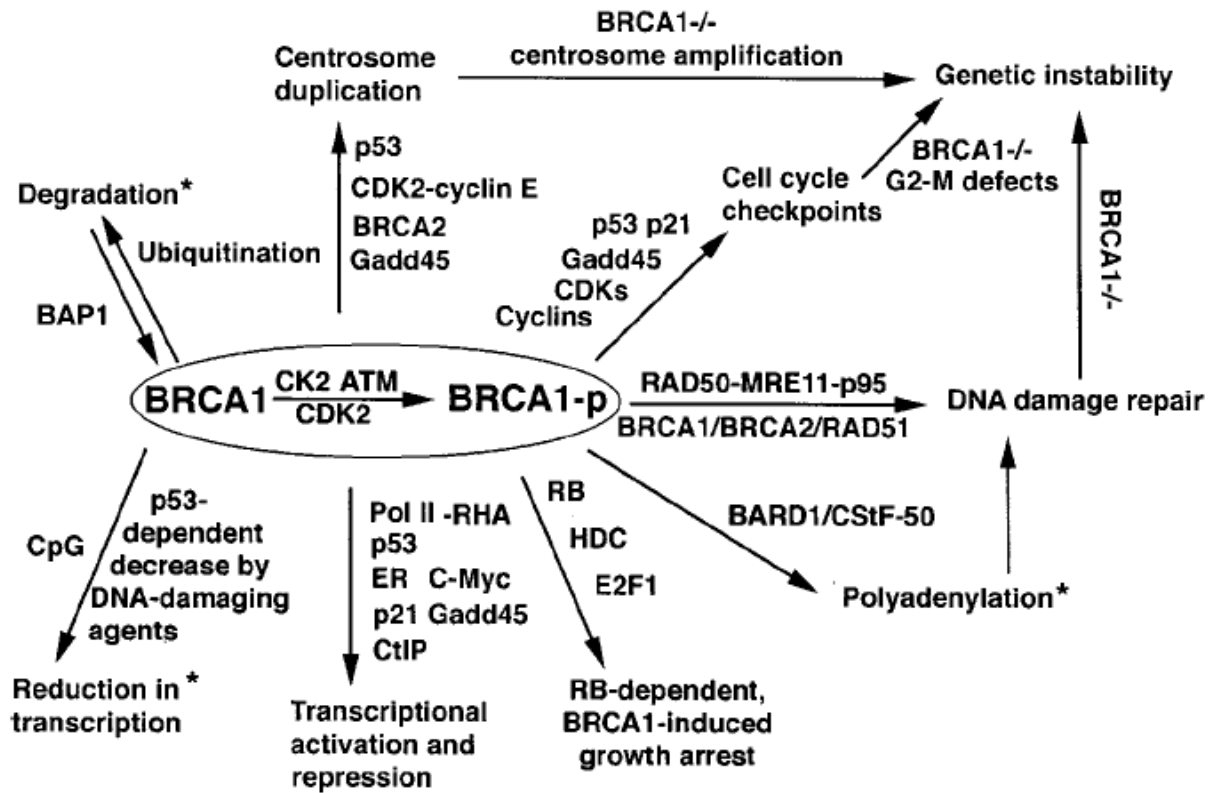 BRCA1-/-
centrosome amplification
Centrosome
duplication
Genetic instability
p53
CDK2-cyclin E
BRCA2
Gadd45
BRCA1-/-
G2-M defects
Cell cycle
checkpoints
Degradation*
Ubiquitination
BAP1
p53 p21
Gadd45
CDKs
Cyclins
BRCA1-/-
BRCA1
CK2 ATM
CDK2
BRCA1-p
RAD50-MRE11-p95
BRCA1/BRCA2/RAD51
DNA damage repair
CpG
p53-
dependent
decrease by
DNA-damaging
agents
Reduction in *
transcription
Pol II -RHA
p53
ER C-Myc
p21 Gadd45
CtIP
Transcriptional
activation and
repression
RB
HDC
E2F1
RB-dependent,
BRCA1-induced
growth arrest
BARD1/CStF-50
Polyadenylation*